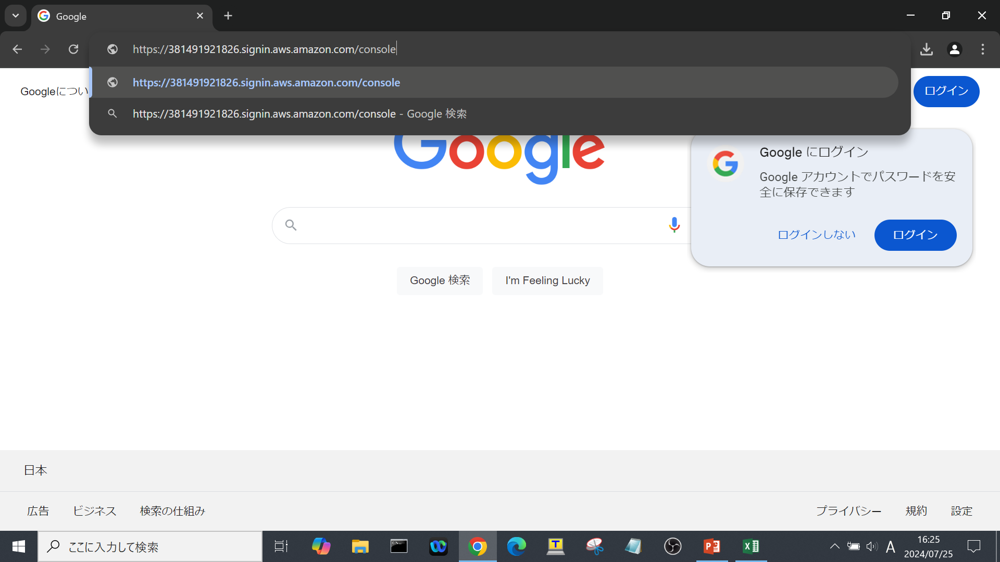 Google
https://381491921826.signin.aws.amazon.com/console
https://381491921826.signin.aws.amazon.com/console
https://381491921826.signin.aws.amazon.com/console - Google 検索
Googleについ
ログイン
Google
Google にログイン
Google アカウントでパスワードを安
全に保存できます
ログインしない
ログイン
Google 検索
I'm Feeling Lucky
日本
広告
ビジネス
検索の仕組み
プライバシー
規約
設定
ここに入力して検索
A
16:25
2024/07/25